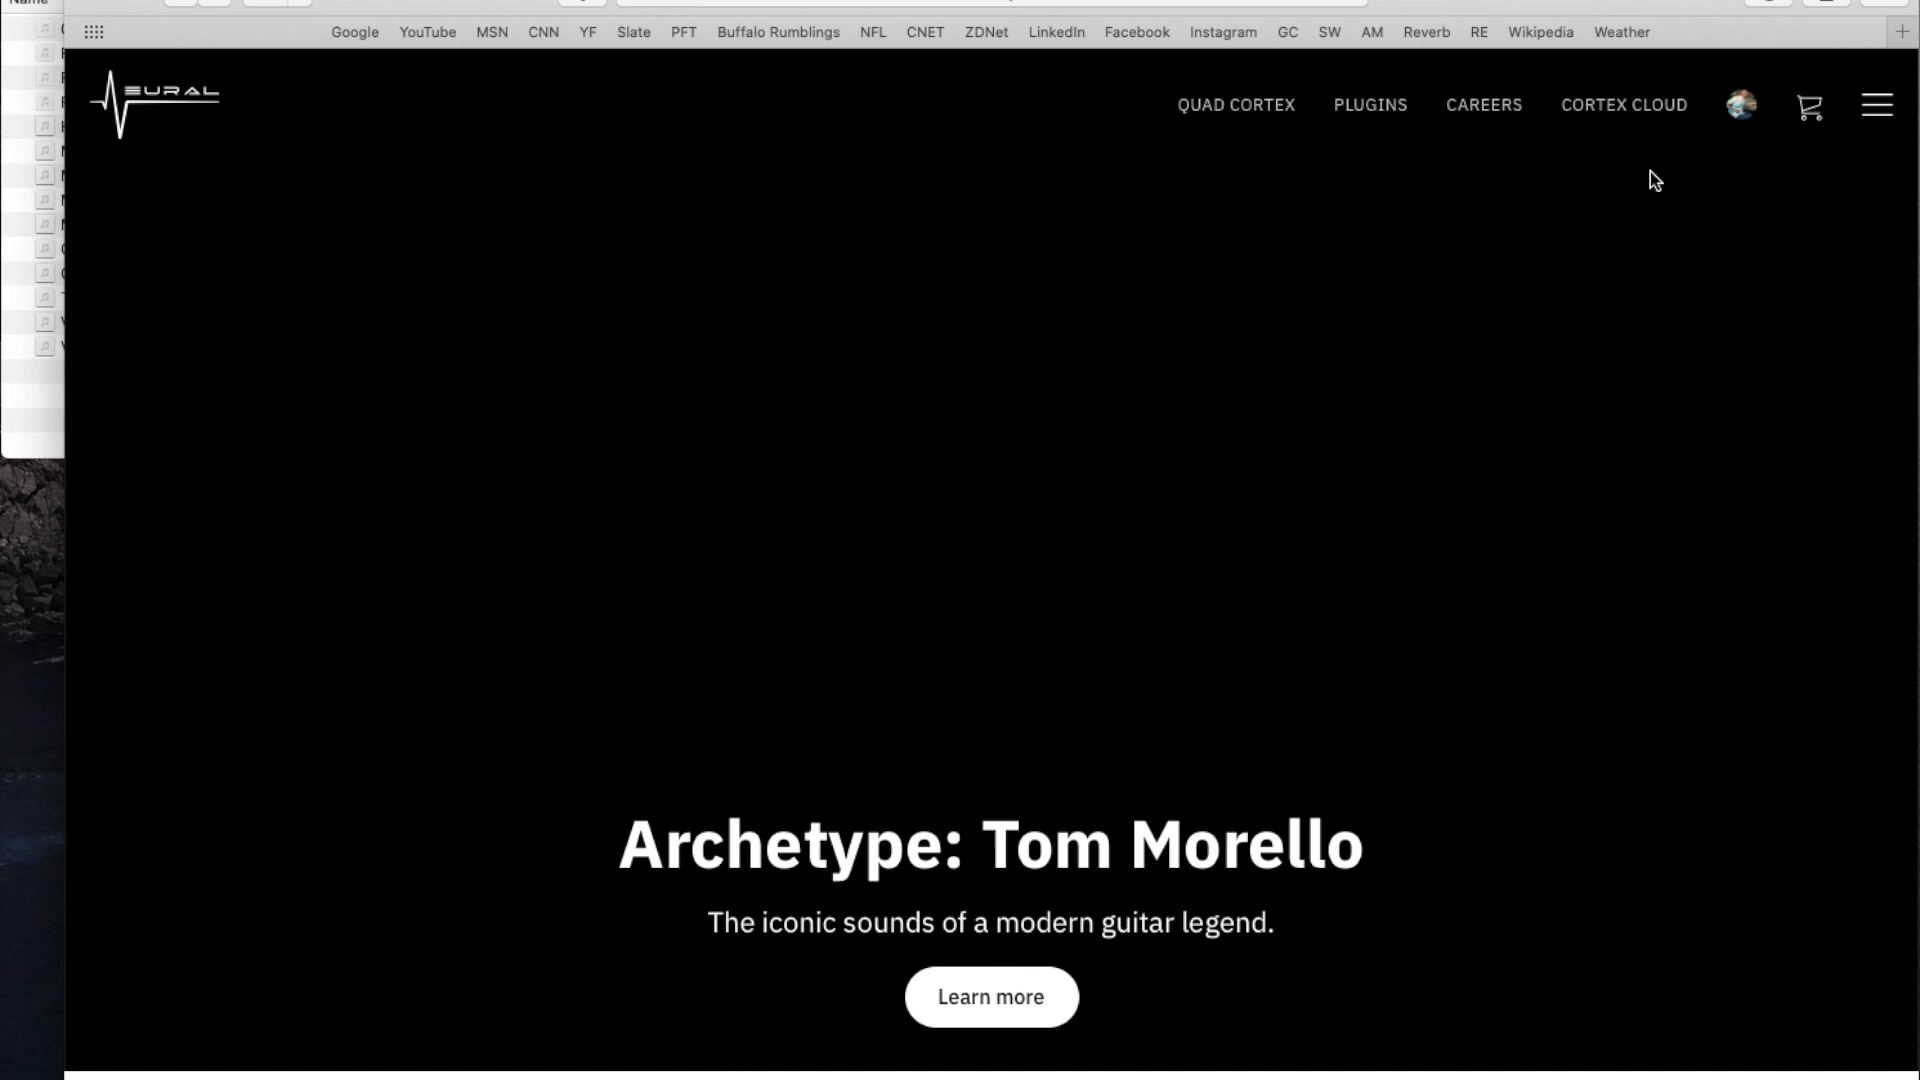 Name
Google YouTube MSN CNN YF Slate PFT Buffalo Rumblings NFL CNET ZDNet LinkedIn Facebook Instagram GC SW AM Reverb RE Wikipedia Weather
EURAL
QUAD CORTEX PLUGINS CAREERS CORTEX CLOUD
Archetype: Tom Morello
The iconic sounds of a modern guitar legend.
Learn more